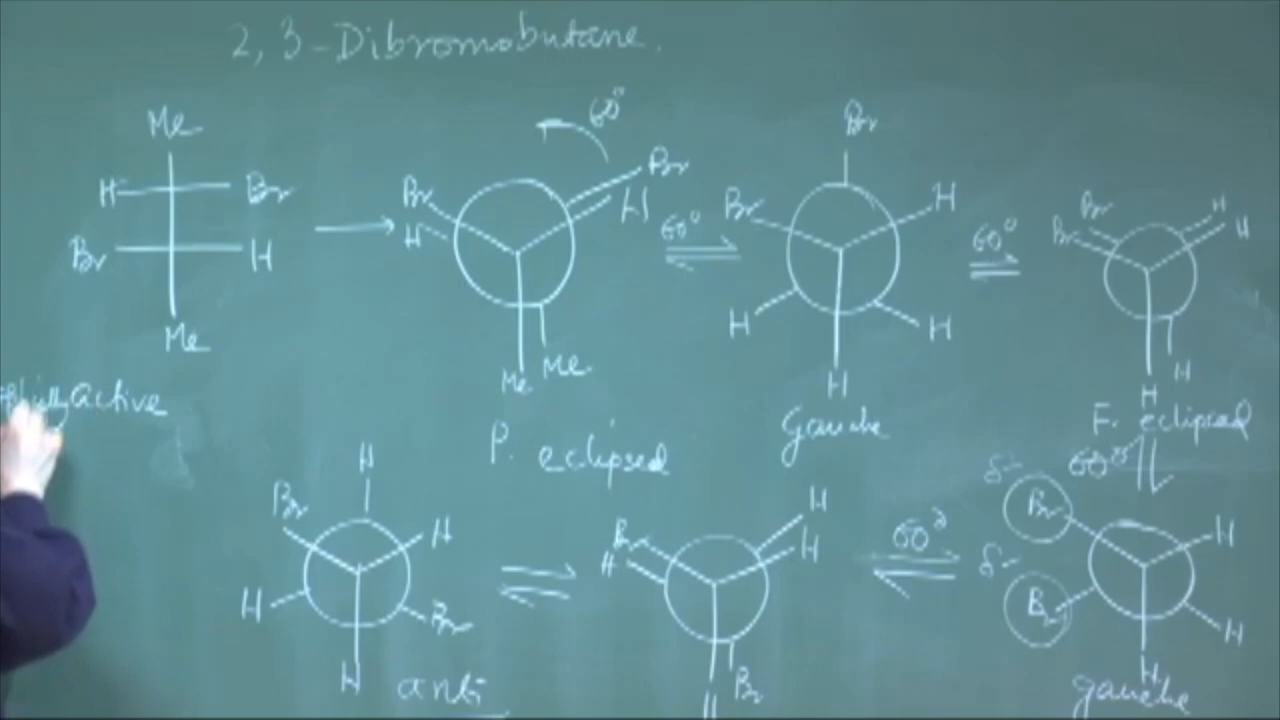 2, 3-Dibromobutane.
Me
H Br
Br H
Me
active
60°
Br Br
H H
Me Me
P. eclipsed
60°
Br
Br H
H H
H
gauche
60°
Br H
Br H
H
H
F. eclipsed
60°
δ-
Br H
δ-
Br H
H
gauche
60°
H
Br H
H
Br
H
H
Br H
H Br
H
anti